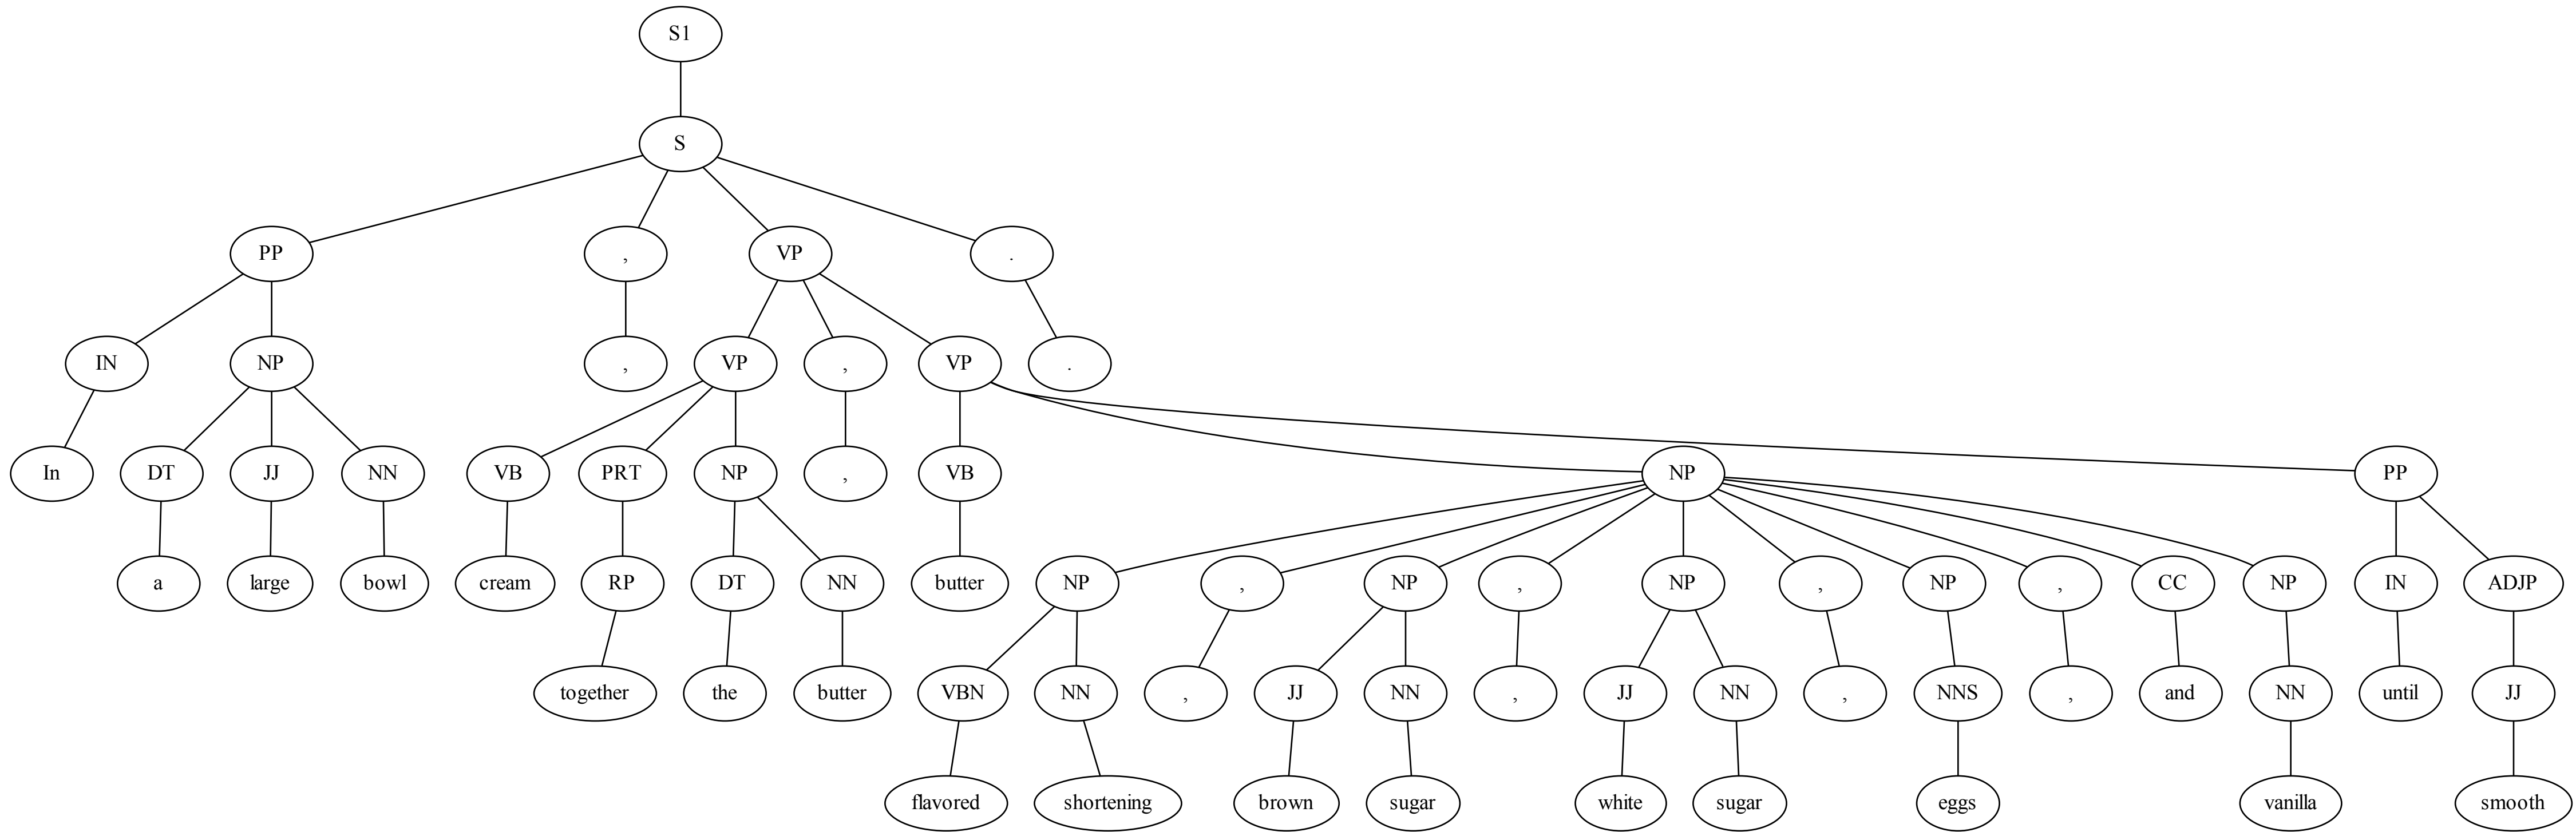 S1
S
PP , VP .
IN NP , VP , VP .
In DT JJ NN VB PRT NP , VB NP PP
a large bowl cream RP DT NN butter NP , NP , NP , NP , CC NP IN ADJP
together the butter VBN NN , JJ NN , JJ NN , NNS , and NN until JJ
flavored shortening brown sugar white sugar eggs vanilla smooth